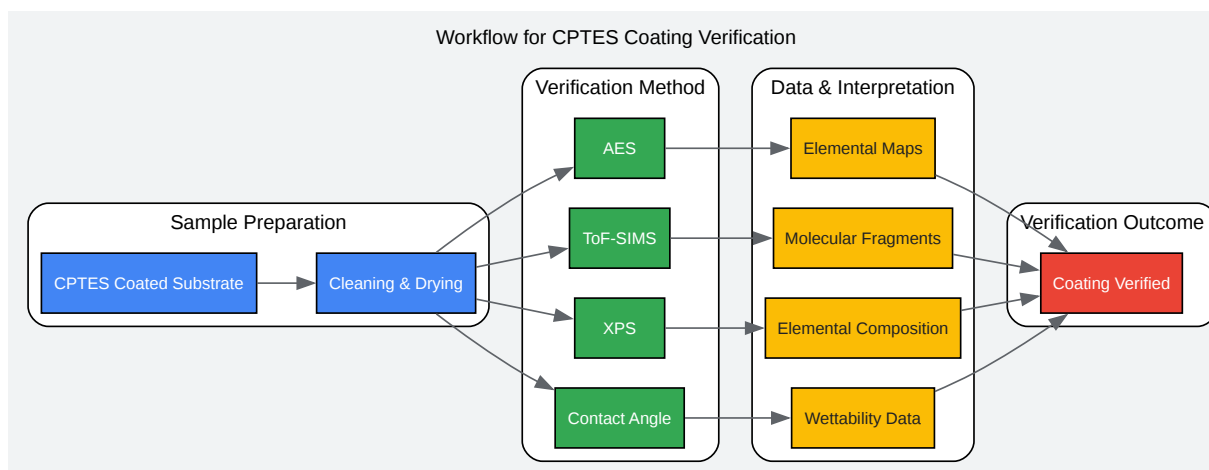 Workflow for CPTES Coating Verification
Sample Preparation
CPTES Coated Substrate
Cleaning & Drying
Verification Method
AES
ToF-SIMS
XPS
Contact Angle
Data & Interpretation
Elemental Maps
Molecular Fragments
Elemental Composition
Wettability Data
Verification Outcome
Coating Verified